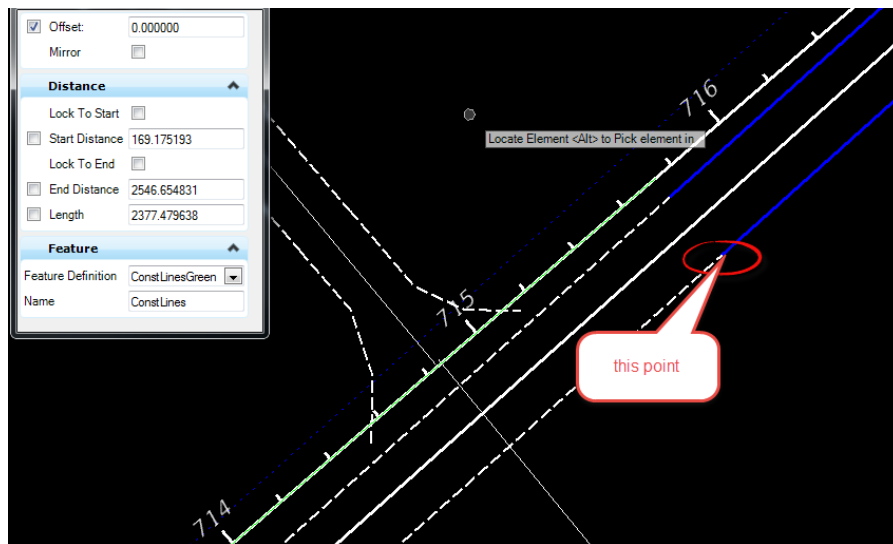 Offset: 0.000000
Mirror
Distance
Lock To Start
Start Distance 169.175193
Lock To End
End Distance 2546.654831
Length 2377.479638
Feature
Feature Definition ConstLinesGreen
Name ConstLines
716
Locate Element <Alt> to Pick element in
715
this point
714